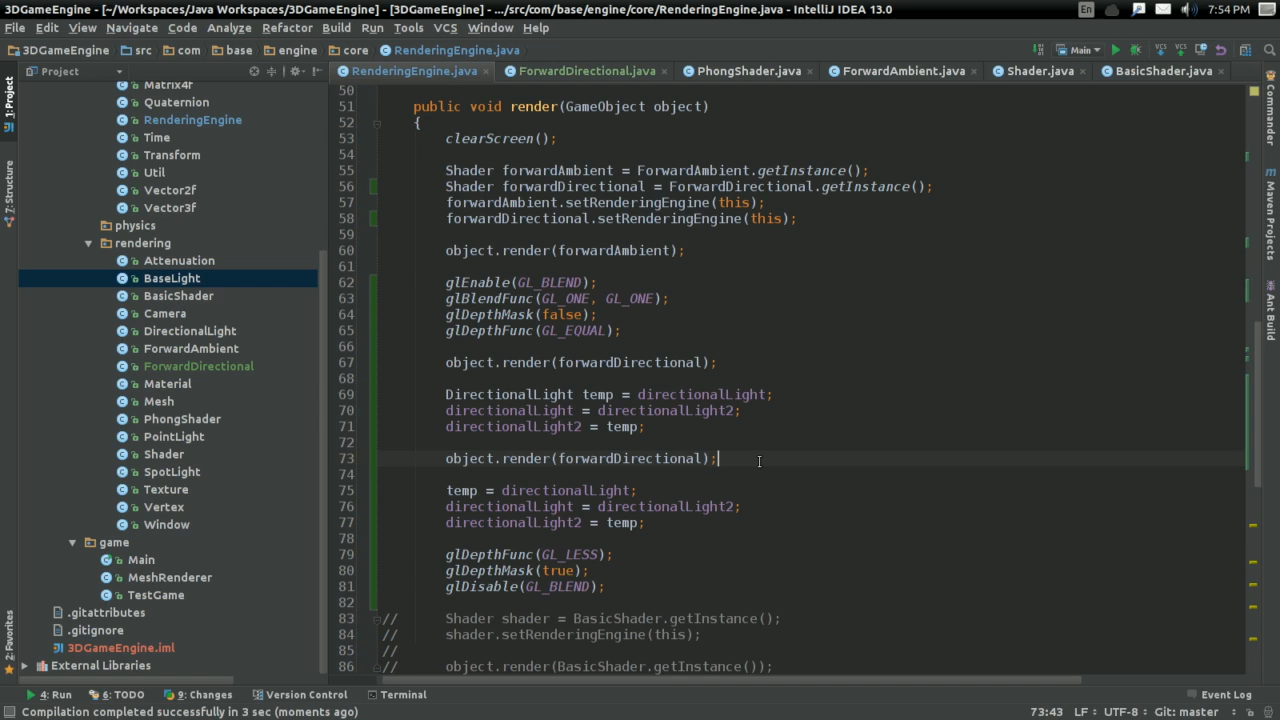 3DGameEngine] [~/Workspaces/Java Workspaces/3DGameEngine] - [3DGameEngine] - .../src/com/base/engine/core/RenderingEngine.java - IntelliJ IDEA 13.0
En
7:54 PM
File Edit View Navigate Code Analyze Refactor Build Run Tools VCS Window Help
3DGameEngine src com base engine core RenderingEngine.java
Main
Project
RenderingEngine.java ForwardDirectional.java PhongShader.java ForwardAmbient.java Shader.java BasicShader.java
1: Project
7: Structure
2: Favorites
Matrix4f
Quaternion
RenderingEngine
Time
Transform
Util
Vector2f
Vector3f
physics
rendering
Attenuation
BaseLight
BasicShader
Camera
DirectionalLight
ForwardAmbient
ForwardDirectional
Material
Mesh
PhongShader
PointLight
Shader
SpotLight
Texture
Vertex
Window
game
Main
MeshRenderer
TestGame
.gitattributes
.gitignore
3DGameEngine.iml
External Libraries
50
51 public void render(GameObject object)
52 {
53 clearScreen();
54
55 Shader forwardAmbient = ForwardAmbient.getInstance();
56 Shader forwardDirectional = ForwardDirectional.getInstance();
57 forwardAmbient.setRenderingEngine(this);
58 forwardDirectional.setRenderingEngine(this);
59
60 object.render(forwardAmbient);
61
62 glEnable(GL_BLEND);
63 glBlendFunc(GL_ONE, GL_ONE);
64 glDepthMask(false);
65 glDepthFunc(GL_EQUAL);
66
67 object.render(forwardDirectional);
68
69 DirectionalLight temp = directionalLight;
70 directionalLight = directionalLight2;
71 directionalLight2 = temp;
72
73 object.render(forwardDirectional);
74
75 temp = directionalLight;
76 directionalLight = directionalLight2;
77 directionalLight2 = temp;
78
79 glDepthFunc(GL_LESS);
80 glDepthMask(true);
81 glDisable(GL_BLEND);
82
83 // Shader shader = BasicShader.getInstance();
84 // shader.setRenderingEngine(this);
85 //
86 // object.render(BasicShader.getInstance());
Commander
Maven Projects
Ant Build
4: Run 6: TODO 9: Changes Version Control Terminal Event Log
Compilation completed successfully in 3 sec (moments ago) 73:43 LF UTF-8 Git: master